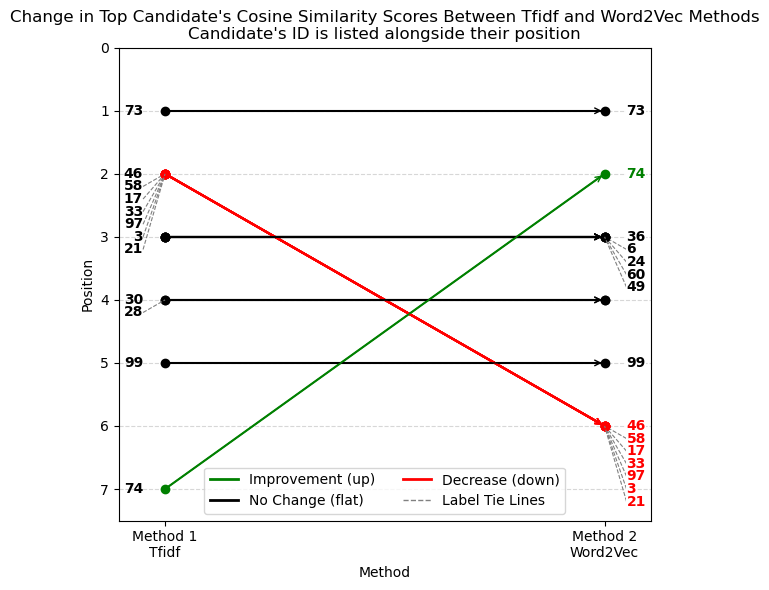 Change in Top Candidate's Cosine Similarity Scores Between Tfidf and Word2Vec Methods
Candidate's ID is listed alongside their position
0
1
2
3
4
5
6
7
Position
73
46
58
17
33
97
3
21
30
28
99
74
73
74
36
6
24
60
49
99
46
58
17
33
97
3
21
Improvement (up)
No Change (flat)
Decrease (down)
Label Tie Lines
Method 1
Tfidf
Method 2
Word2Vec
Method